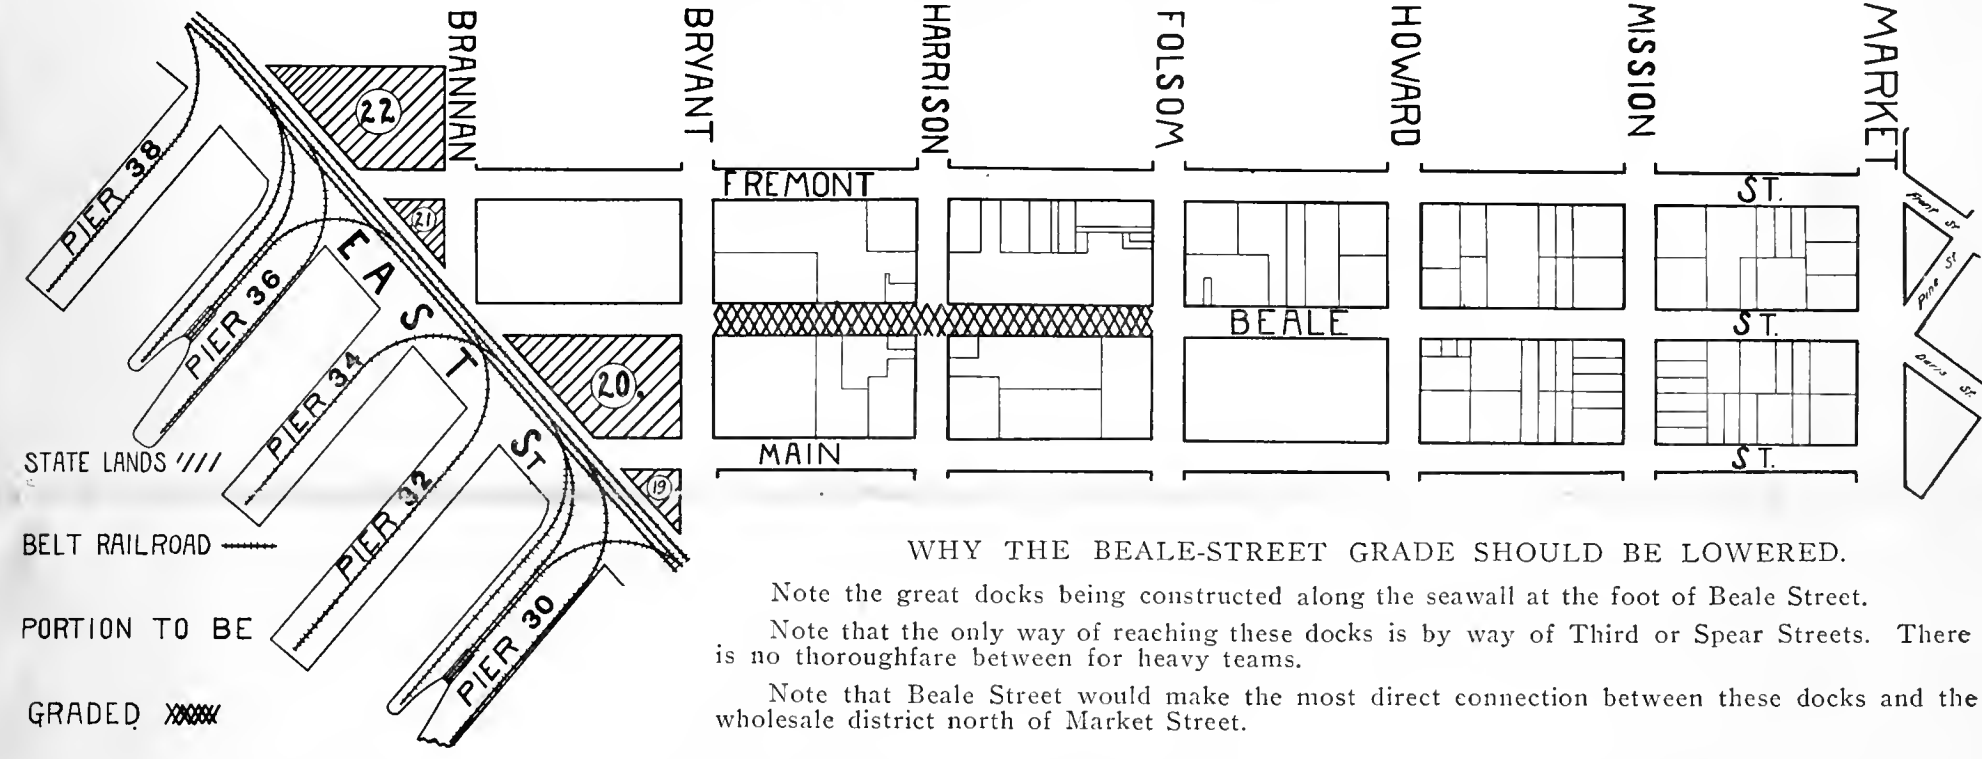 BRANNAN
BRYANT
HARRISON
FOLSOM
HOWARD
MISSION
MARKET
22
21
20.
19
PIER 38
PIER 36
PIER 34
PIER 32
PIER 30
EAST ST
FREMONT ST.
BEALE ST.
MAIN ST.
Front St
Pine St
Davis St.
STATE LANDS
BELT RAILROAD
PORTION TO BE
GRADED
WHY THE BEALE-STREET GRADE SHOULD BE LOWERED.
Note the great docks being constructed along the seawall at the foot of Beale Street.
Note that the only way of reaching these docks is by way of Third or Spear Streets. There
is no thoroughfare between for heavy teams.
Note that Beale Street would make the most direct connection between these docks and the
wholesale district north of Market Street.